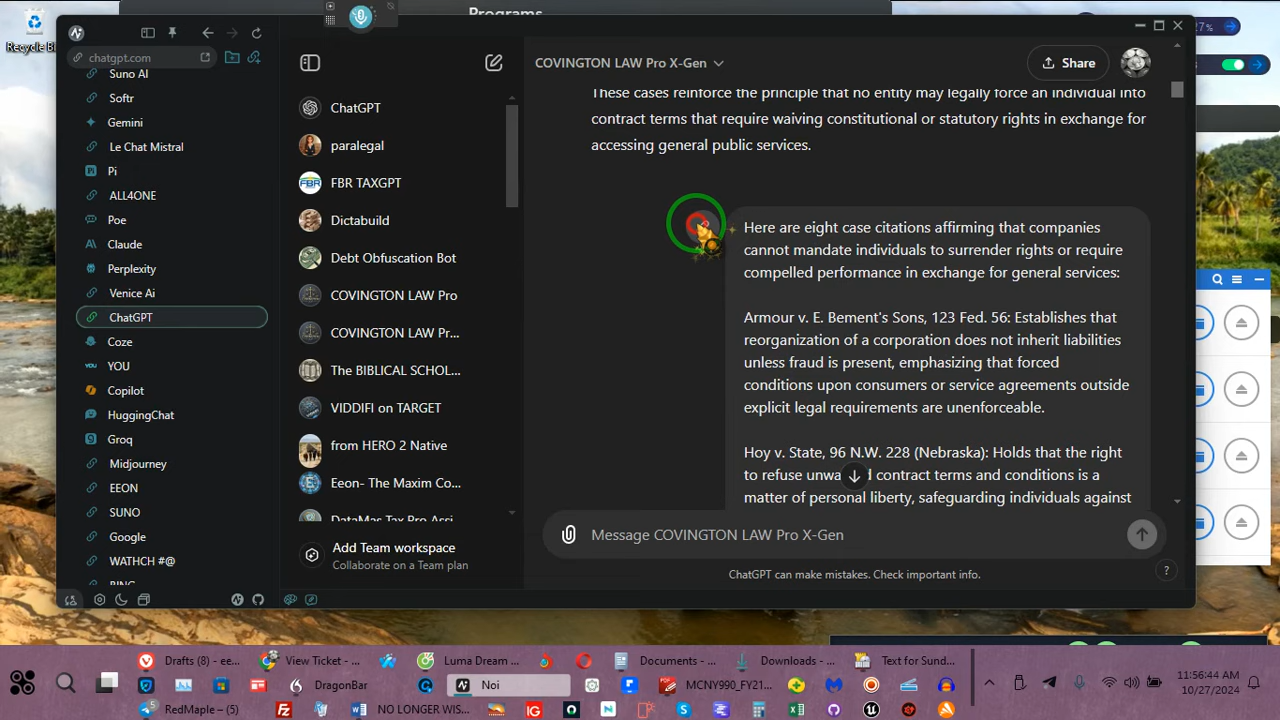 Programs
Recycle Bi
27%
chatgpt.com
Suno AI
Softr
Gemini
Le Chat Mistral
Pi
ALL4ONE
Poe
Claude
Perplexity
Venice Ai
ChatGPT
Coze
YOU
Copilot
HuggingChat
Groq
Midjourney
EEON
SUNO
Google
WATHCH #@
BING
ChatGPT
paralegal
FBR TAXGPT
Dictabuild
Debt Obfuscation Bot
COVINGTON LAW Pro
COVINGTON LAW Pr...
The BIBLICAL SCHOL...
VIDDIFI on TARGET
from HERO 2 Native
Eeon- The Maxim Co...
DataMas Tax Pro Assi
Add Team workspace
Collaborate on a Team plan
COVINGTON LAW Pro X-Gen
Share
These cases reinforce the principle that no entity may legally force an individual into
contract terms that require waiving constitutional or statutory rights in exchange for
accessing general public services.
Here are eight case citations affirming that companies
cannot mandate individuals to surrender rights or require
compelled performance in exchange for general services:
Armour v. E. Bement's Sons, 123 Fed. 56: Establishes that
reorganization of a corporation does not inherit liabilities
unless fraud is present, emphasizing that forced
conditions upon consumers or service agreements outside
explicit legal requirements are unenforceable.
Hoy v. State, 96 N.W. 228 (Nebraska): Holds that the right
to refuse unwa d contract terms and conditions is a
matter of personal liberty, safeguarding individuals against
Message COVINGTON LAW Pro X-Gen
ChatGPT can make mistakes. Check important info.
?
Drafts (8) - ee...
View Ticket - ...
Luma Dream ...
Documents - ...
Downloads - ...
Text for Sund...
DragonBar
Noi
MCNY990_FY21...
RedMaple – (5)
NO LONGER WIS...
11:56:44 AM
10/27/2024